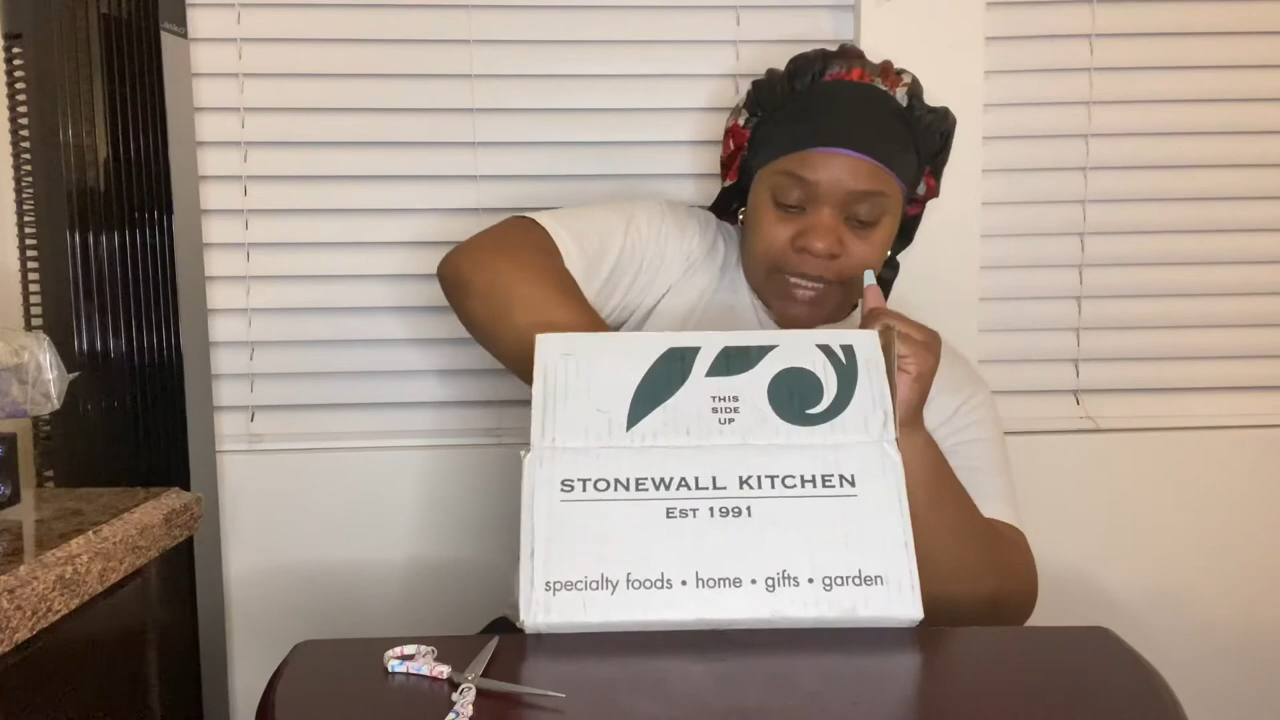 THIS
SIDE
UP
STONEWALL KITCHEN
EST 1991
specialty foods • home • gifts • garden